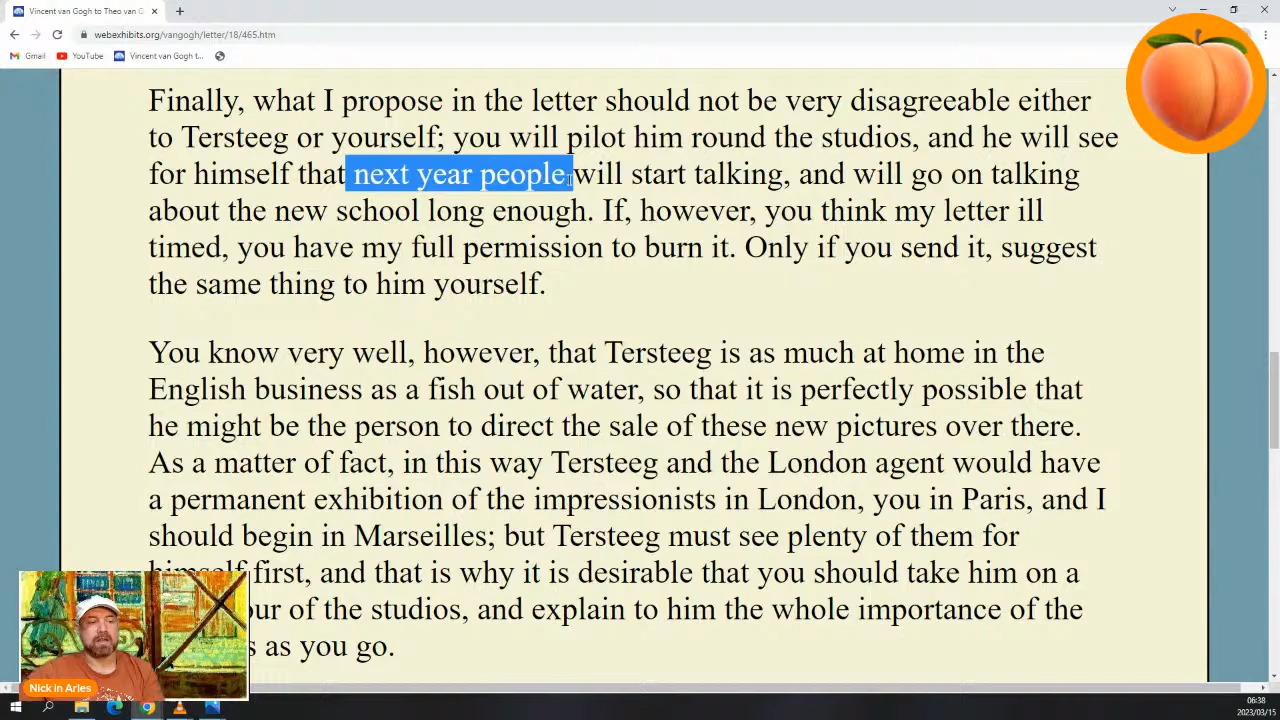 Vincent van Gogh to Theo van G
webexhibits.org/vangogh/letter/18/465.htm
Gmail
YouTube
Vincent van Gogh t...
Finally, what I propose in the letter should not be very disagreeable either
to Tersteeg or yourself; you will pilot him round the studios, and he will see
for himself that next year people will start talking, and will go on talking
about the new school long enough. If, however, you think my letter ill
timed, you have my full permission to burn it. Only if you send it, suggest
the same thing to him yourself.
You know very well, however, that Tersteeg is as much at home in the
English business as a fish out of water, so that it is perfectly possible that
he might be the person to direct the sale of these new pictures over there.
As a matter of fact, in this way Tersteeg and the London agent would have
a permanent exhibition of the impressionists in London, you in Paris, and I
should begin in Marseilles; but Tersteeg must see plenty of them for
himself first, and that is why it is desirable that you should take him on a
of the studios, and explain to him the whole importance of the
as you go.
Nick in Arles
06:38
2023/03/15